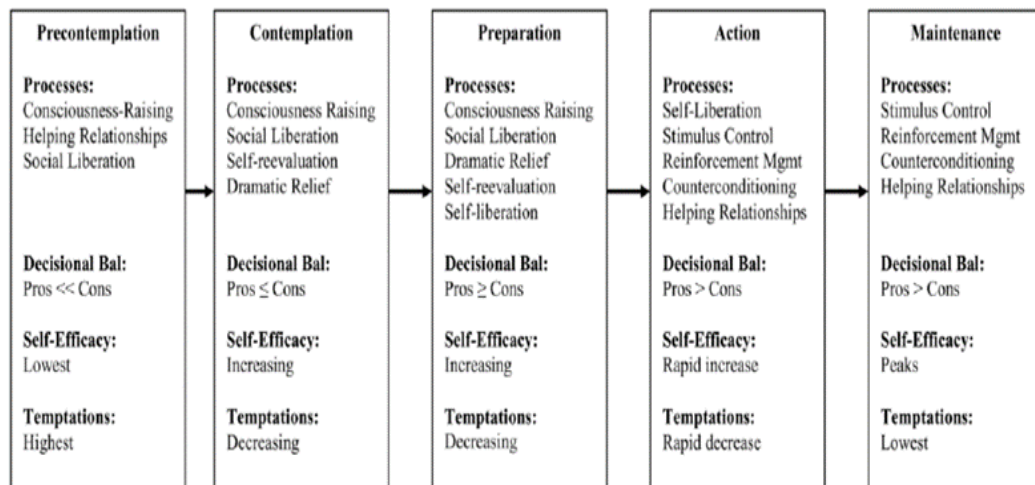 Precontemplation
Processes:
Consciousness-Raising
Helping Relationships
Social Liberation
Decisional Bal:
Pros << Cons
Self-Efficacy:
Lowest
Temptations:
Highest
Contemplation
Processes:
Consciousness Raising
Social Liberation
Self-reevaluation
Dramatic Relief
Decisional Bal:
Pros ≤ Cons
Self-Efficacy:
Increasing
Temptations:
Decreasing
Preparation
Processes:
Consciousness Raising
Social Liberation
Dramatic Relief
Self-reevaluation
Self-liberation
Decisional Bal:
Pros ≥ Cons
Self-Efficacy:
Increasing
Temptations:
Decreasing
Action
Processes:
Self-Liberation
Stimulus Control
Reinforcement Mgmt
Counterconditioning
Helping Relationships
Decisional Bal:
Pros > Cons
Self-Efficacy:
Rapid increase
Temptations:
Rapid decrease
Maintenance
Processes:
Stimulus Control
Reinforcement Mgmt
Counterconditioning
Helping Relationships
Decisional Bal:
Pros > Cons
Self-Efficacy:
Peaks
Temptations:
Lowest